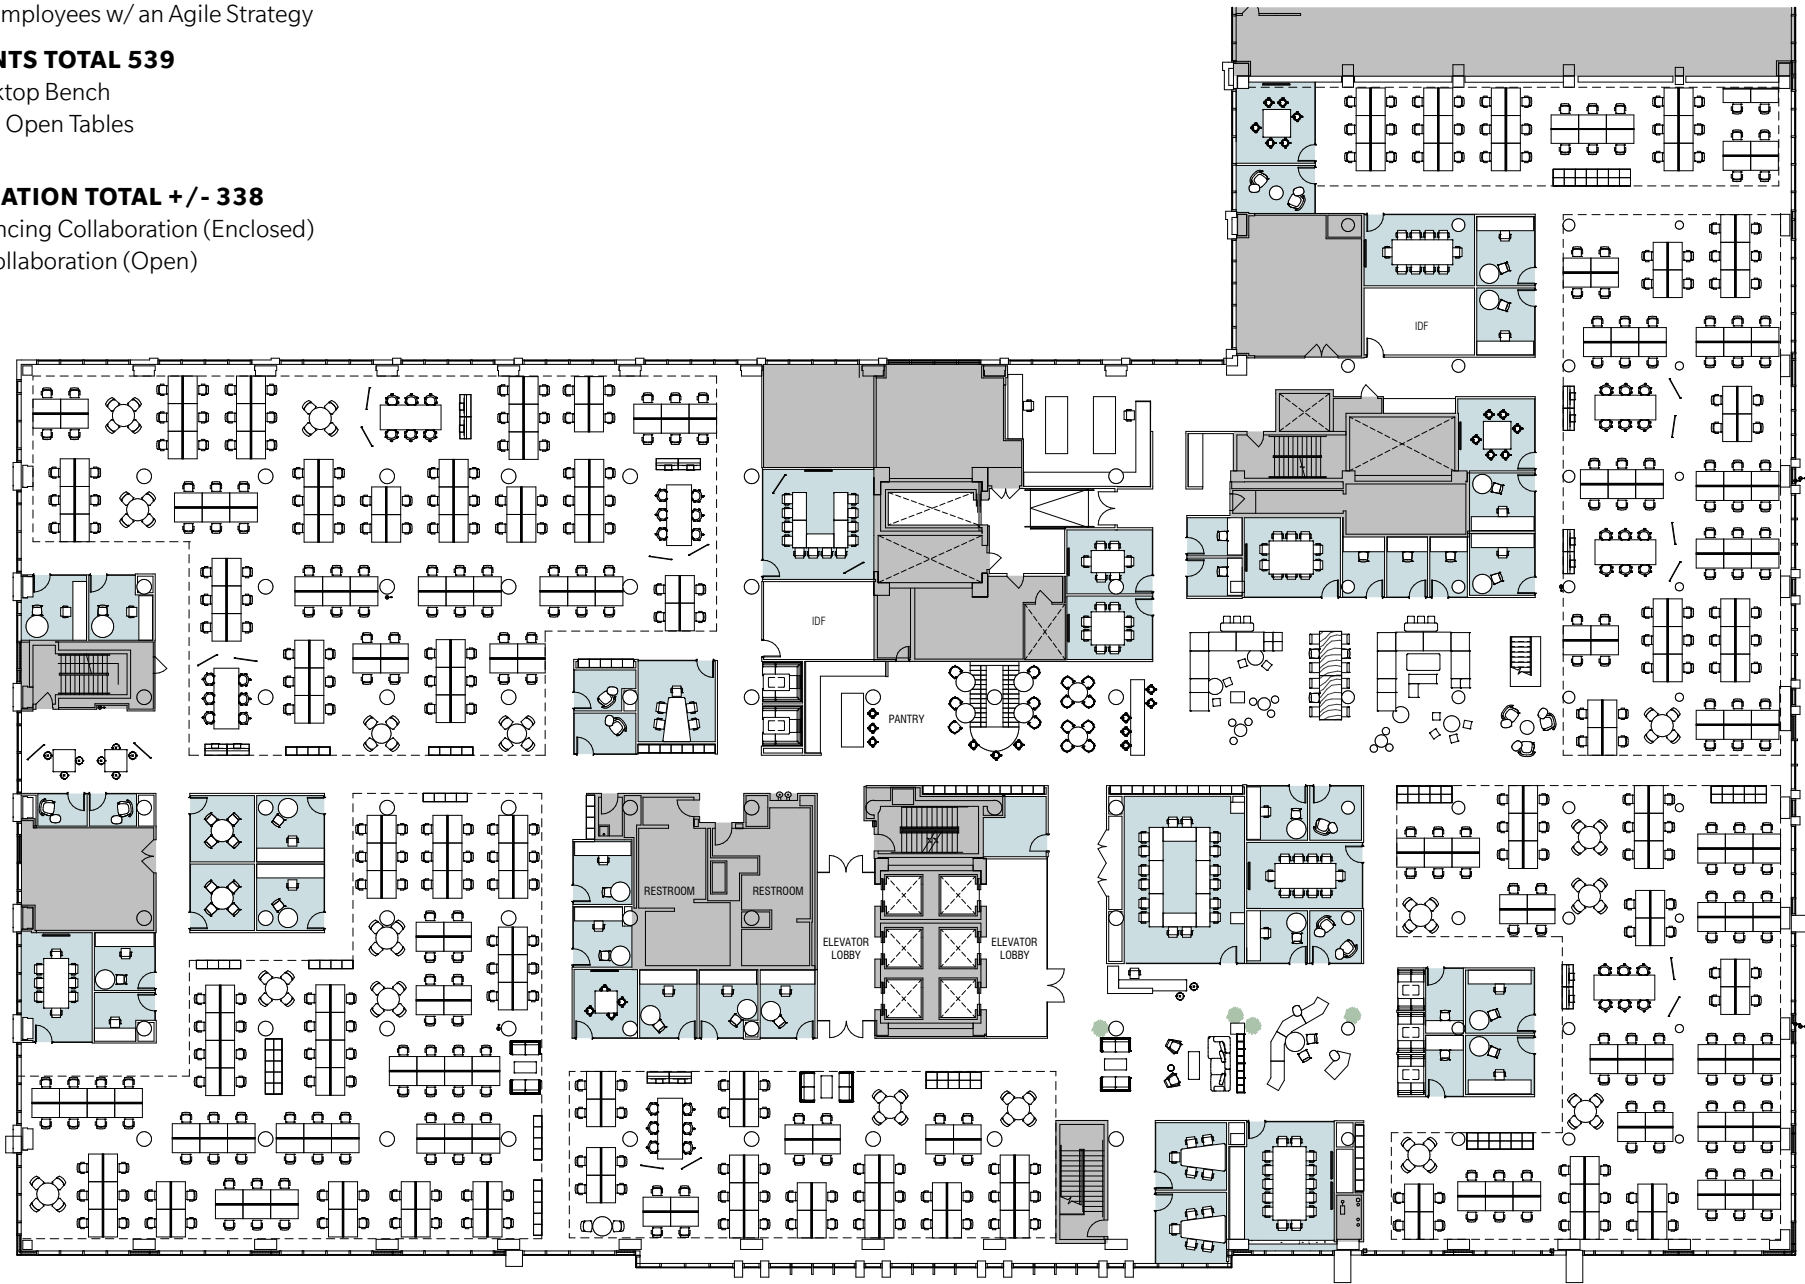 mployees w/ an Agile Strategy
NTS TOTAL 539
ktop Bench
Open Tables
ATION TOTAL +/- 338
ncing Collaboration (Enclosed)
ollaboration (Open)
IDF
IDF
PANTRY
RESTROOM
RESTROOM
ELEVATOR
LOBBY
ELEVATOR
LOBBY